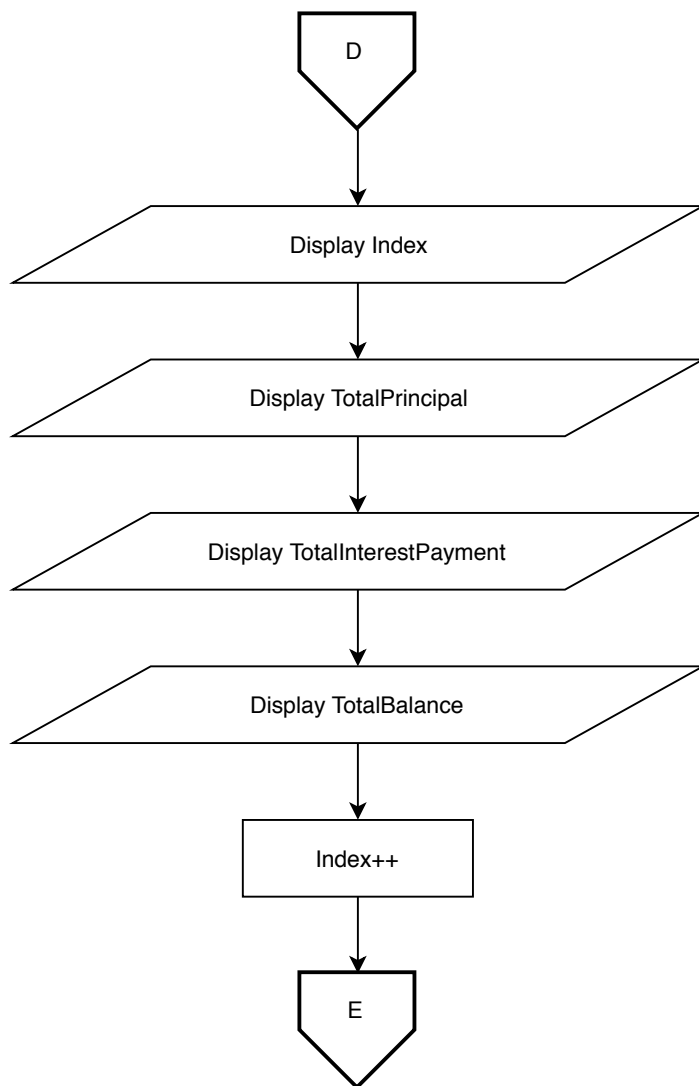 D
Display Index
Display TotalPrincipal
Display TotalInterestPayment
Display TotalBalance
Index++
E